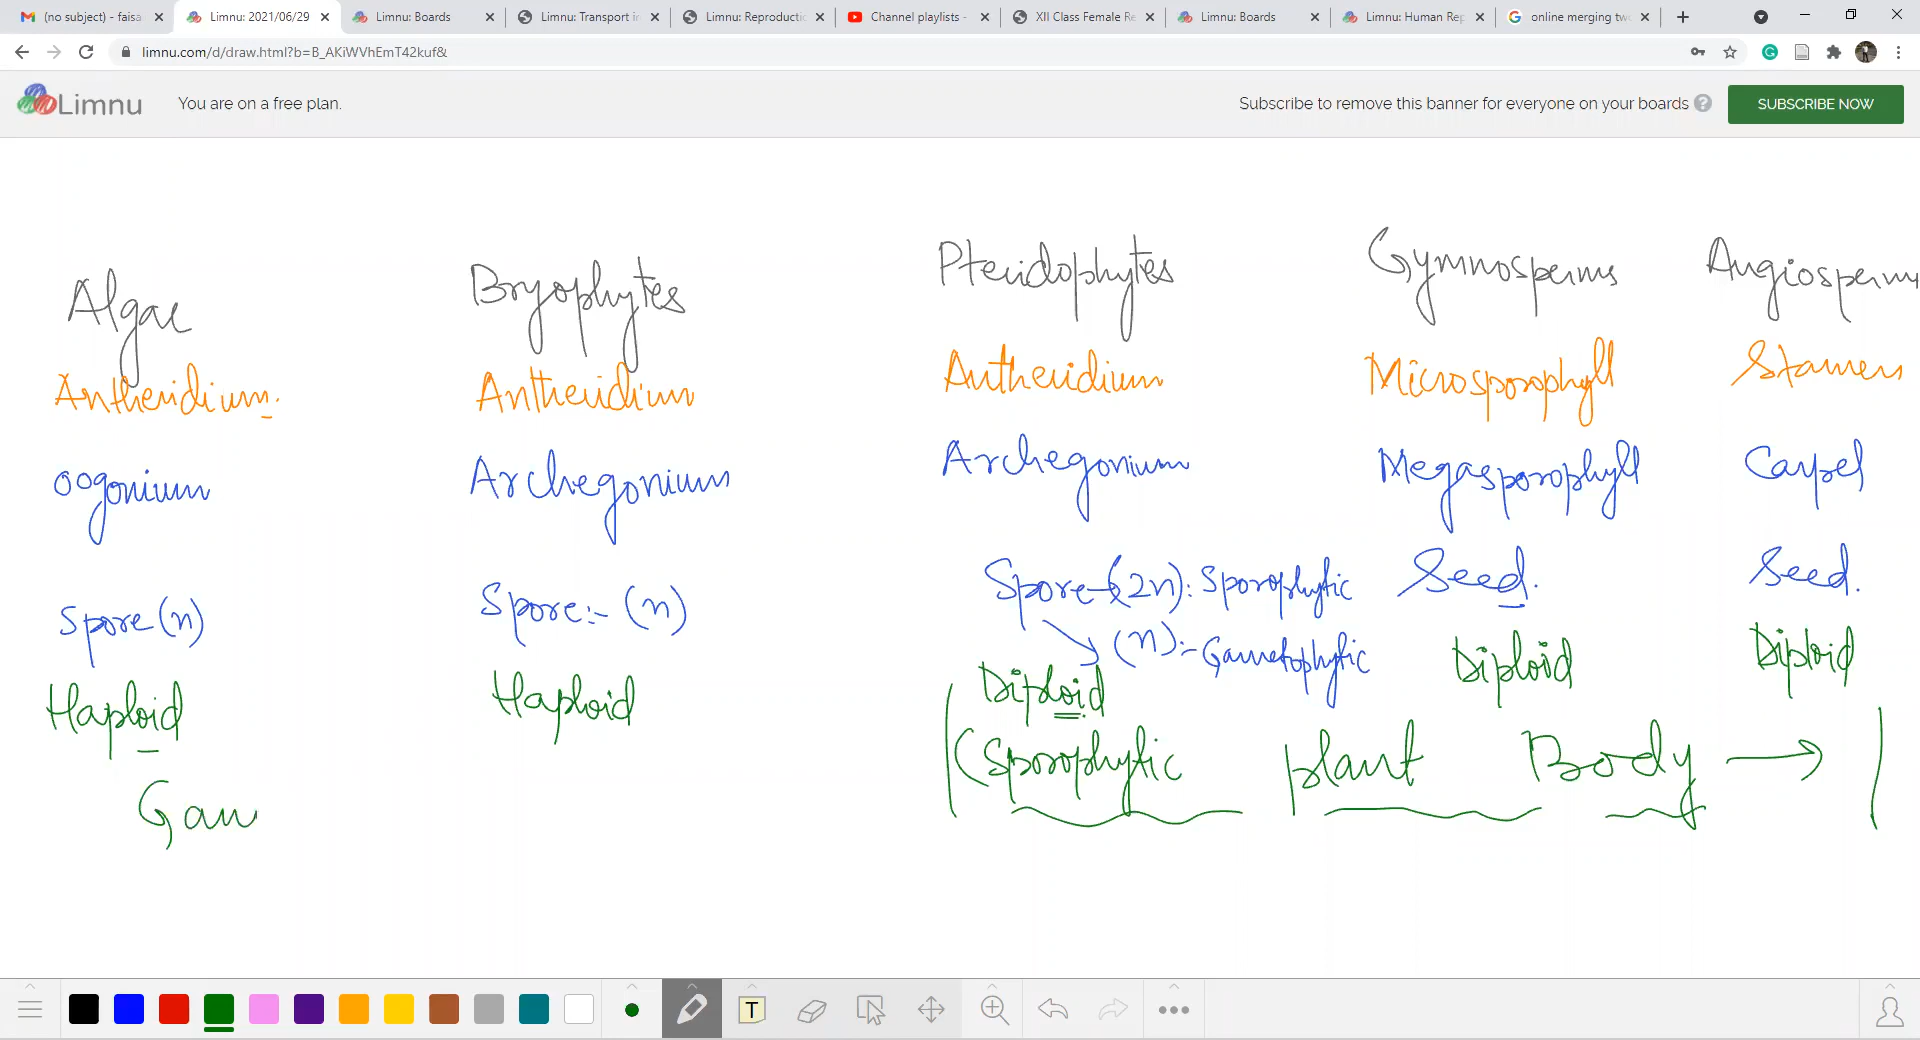 (no subject) - faisa
Limnu: 2021/06/29
Limnu: Boards
Limnu: Transport in
Limnu: Reproductio
Channel playlists -
XII Class Female Re
Limnu: Boards
Limnu: Human Rep
online merging two
limnu.com/d/draw.html?b=B_AKiWVhEmT42kuf&
Limnu
You are on a free plan.
Subscribe to remove this banner for everyone on your boards ?
SUBSCRIBE NOW
Algae Bryophytes Pteridophytes Gymnosperms Angiosperms
Antheridium. Antheridium Antheridium Microsporophyll Stamens
oogonium Archegonium Archegonium Megasporophyll Carpel
Spore (n) Spore:- (n) Spore-(2n): Sporophytic Seed. Seed.
(n):- Gametophytic
Haploid Haploid Diploid Diploid Diploid
(Sporophytic plant Body
Gam
T